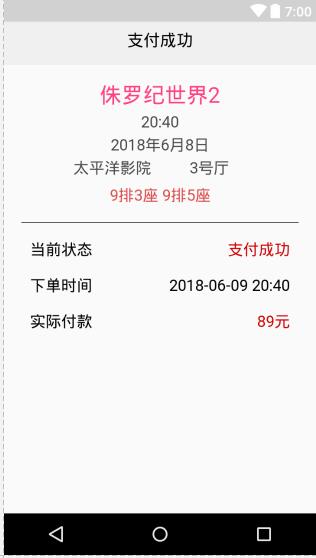 7:00
支付成功
侏罗纪世界2
20:40
2018年6月8日
太平洋影院 3号厅
9排3座 9排5座
当前状态 支付成功
下单时间 2018-06-09 20:40
实际付款 89元